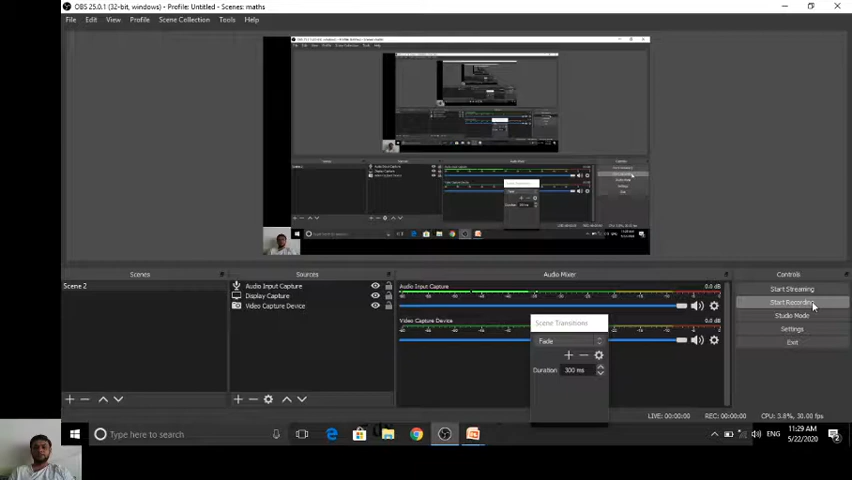 OBS 25.0.1 (32-bit, windows) - Profile: Untitled - Scenes: maths
File Edit View Profile Scene Collection Tools Help
Scenes
Scene 2
Sources
Audio Input Capture
Display Capture
Video Capture Device
Audio Mixer
Audio Input Capture 0.0 dB
Video Capture Device 0.0 dB
Scene Transitions
Fade
Duration 300 ms
Controls
Start Streaming
Start Recording
Studio Mode
Settings
Exit
LIVE: 00:00:00 REC: 00:00:00 CPU: 3.8%, 30.00 fps
Type here to search
ENG
11:29 AM
5/22/2020
2